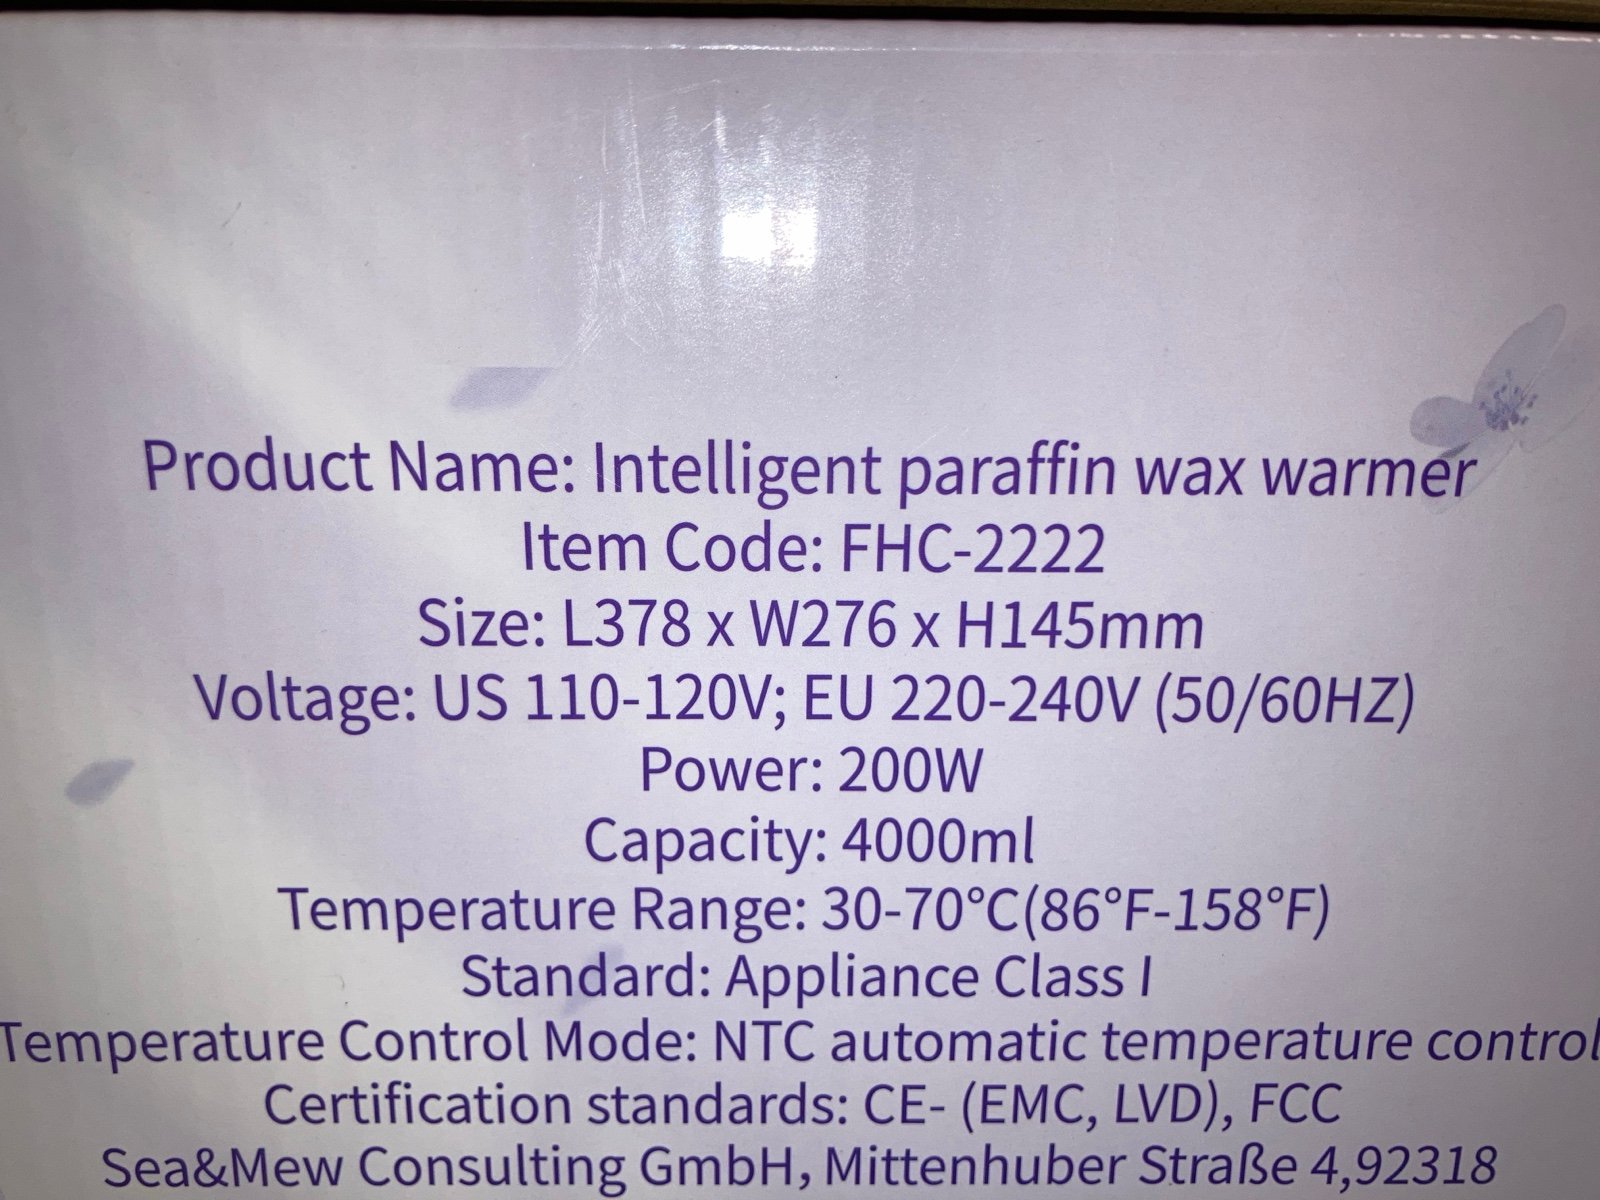 Product Name: Intelligent paraffin wax warmer
Item Code: FHC-2222
Size: L378 x W276 x H145mm
Voltage: US 110-120V; EU 220-240V (50/60HZ)
Power: 200W
Capacity: 4000ml
Temperature Range: 30-70°C(86°F-158°F)
Standard: Appliance Class I
Temperature Control Mode: NTC automatic temperature control
Certification standards: CE- (EMC, LVD), FCC
Sea&Mew Consulting GmbH, Mittenhuber Straße 4,92318